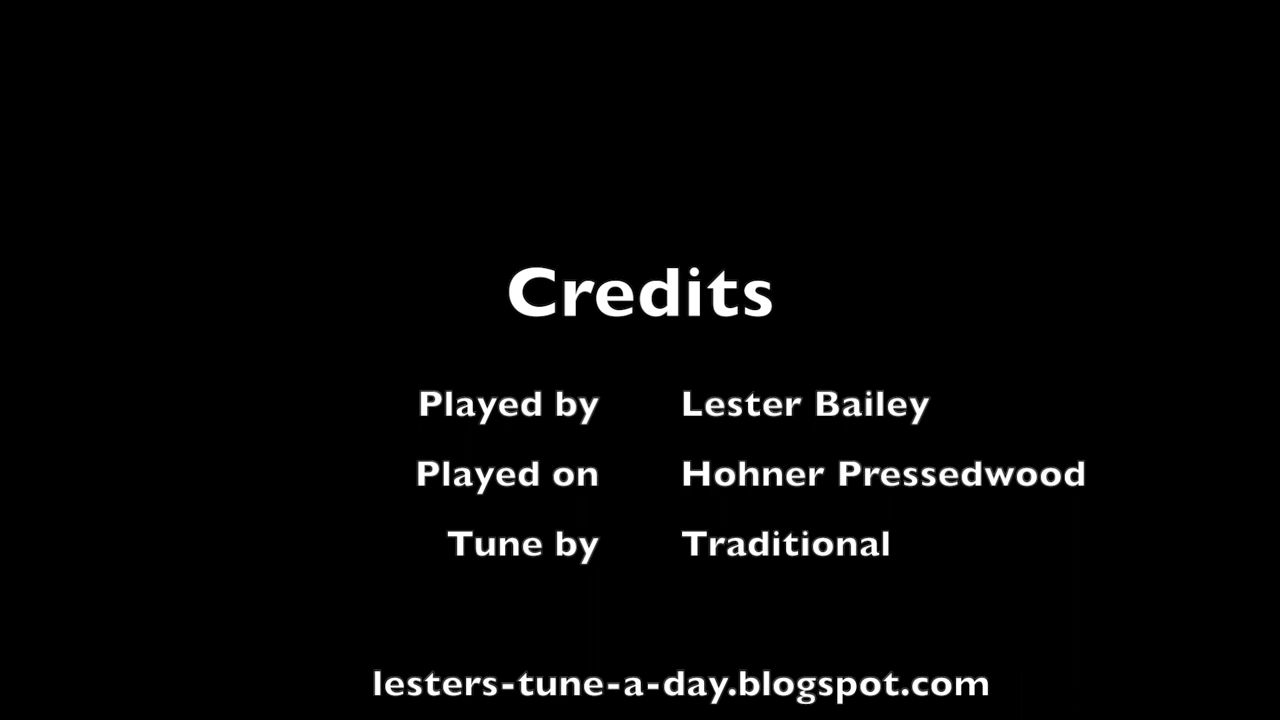 Credits
Played by Lester Bailey
Played on Hohner Pressedwood
Tune by Traditional
lesters-tune-a-day.blogspot.com